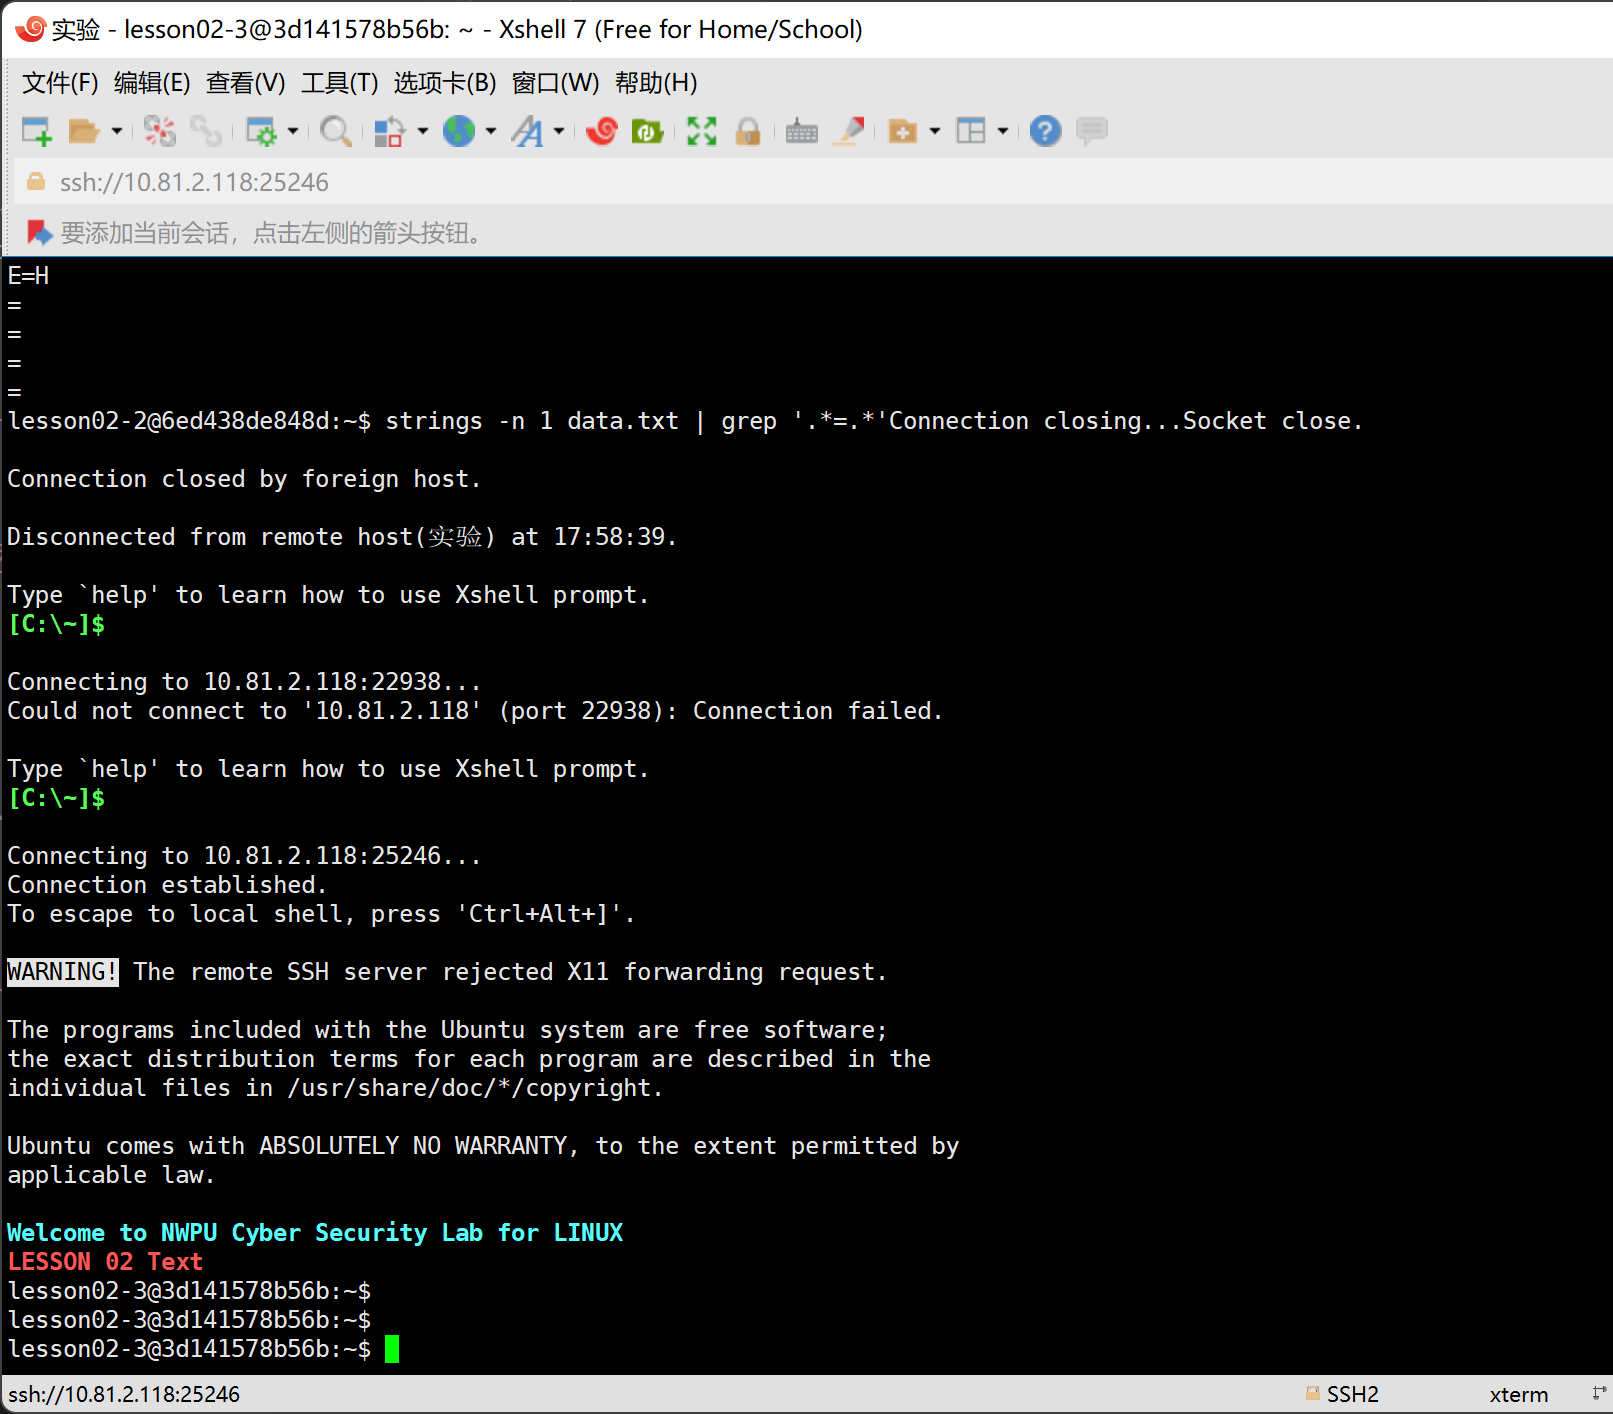 实验 - lesson02-3@3d141578b56b: ~ - Xshell 7 (Free for Home/School)
文件(F) 编辑(E) 查看(V) 工具(T) 选项卡(B) 窗口(W) 帮助(H)
ssh://10.81.2.118:25246
要添加当前会话，点击左侧的箭头按钮。
E=H
=
=
=
=
lesson02-2@6ed438de848d:~$ strings -n 1 data.txt | grep '.*=.*'Connection closing...Socket close.
Connection closed by foreign host.
Disconnected from remote host(实验) at 17:58:39.
Type `help' to learn how to use Xshell prompt.
[C:\~]$
Connecting to 10.81.2.118:22938...
Could not connect to '10.81.2.118' (port 22938): Connection failed.
Type `help' to learn how to use Xshell prompt.
[C:\~]$
Connecting to 10.81.2.118:25246...
Connection established.
To escape to local shell, press 'Ctrl+Alt+]'.
WARNING! The remote SSH server rejected X11 forwarding request.
The programs included with the Ubuntu system are free software;
the exact distribution terms for each program are described in the
individual files in /usr/share/doc/*/copyright.
Ubuntu comes with ABSOLUTELY NO WARRANTY, to the extent permitted by
applicable law.
Welcome to NWPU Cyber Security Lab for LINUX
LESSON 02 Text
lesson02-3@3d141578b56b:~$
lesson02-3@3d141578b56b:~$
lesson02-3@3d141578b56b:~$
ssh://10.81.2.118:25246 SSH2 xterm